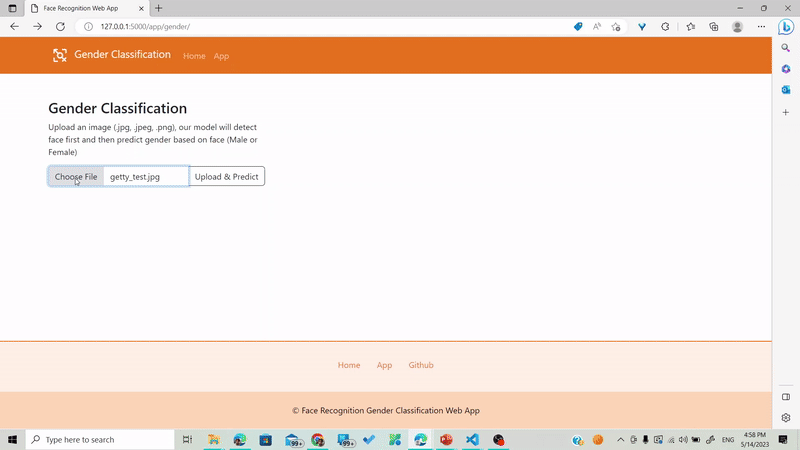 Face Recognition Web App
127.0.0.1:5000/app/gender/
Gender Classification Home App
Gender Classification
Upload an image (.jpg, .jpeg, .png), our model will detect
face first and then predict gender based on face (Male or
Female)
Choose File getty_test.jpg Upload & Predict
Home App Github
© Face Recognition Gender Classification Web App
Type here to search
99+
99+
ENG
4:58 PM
5/14/2023